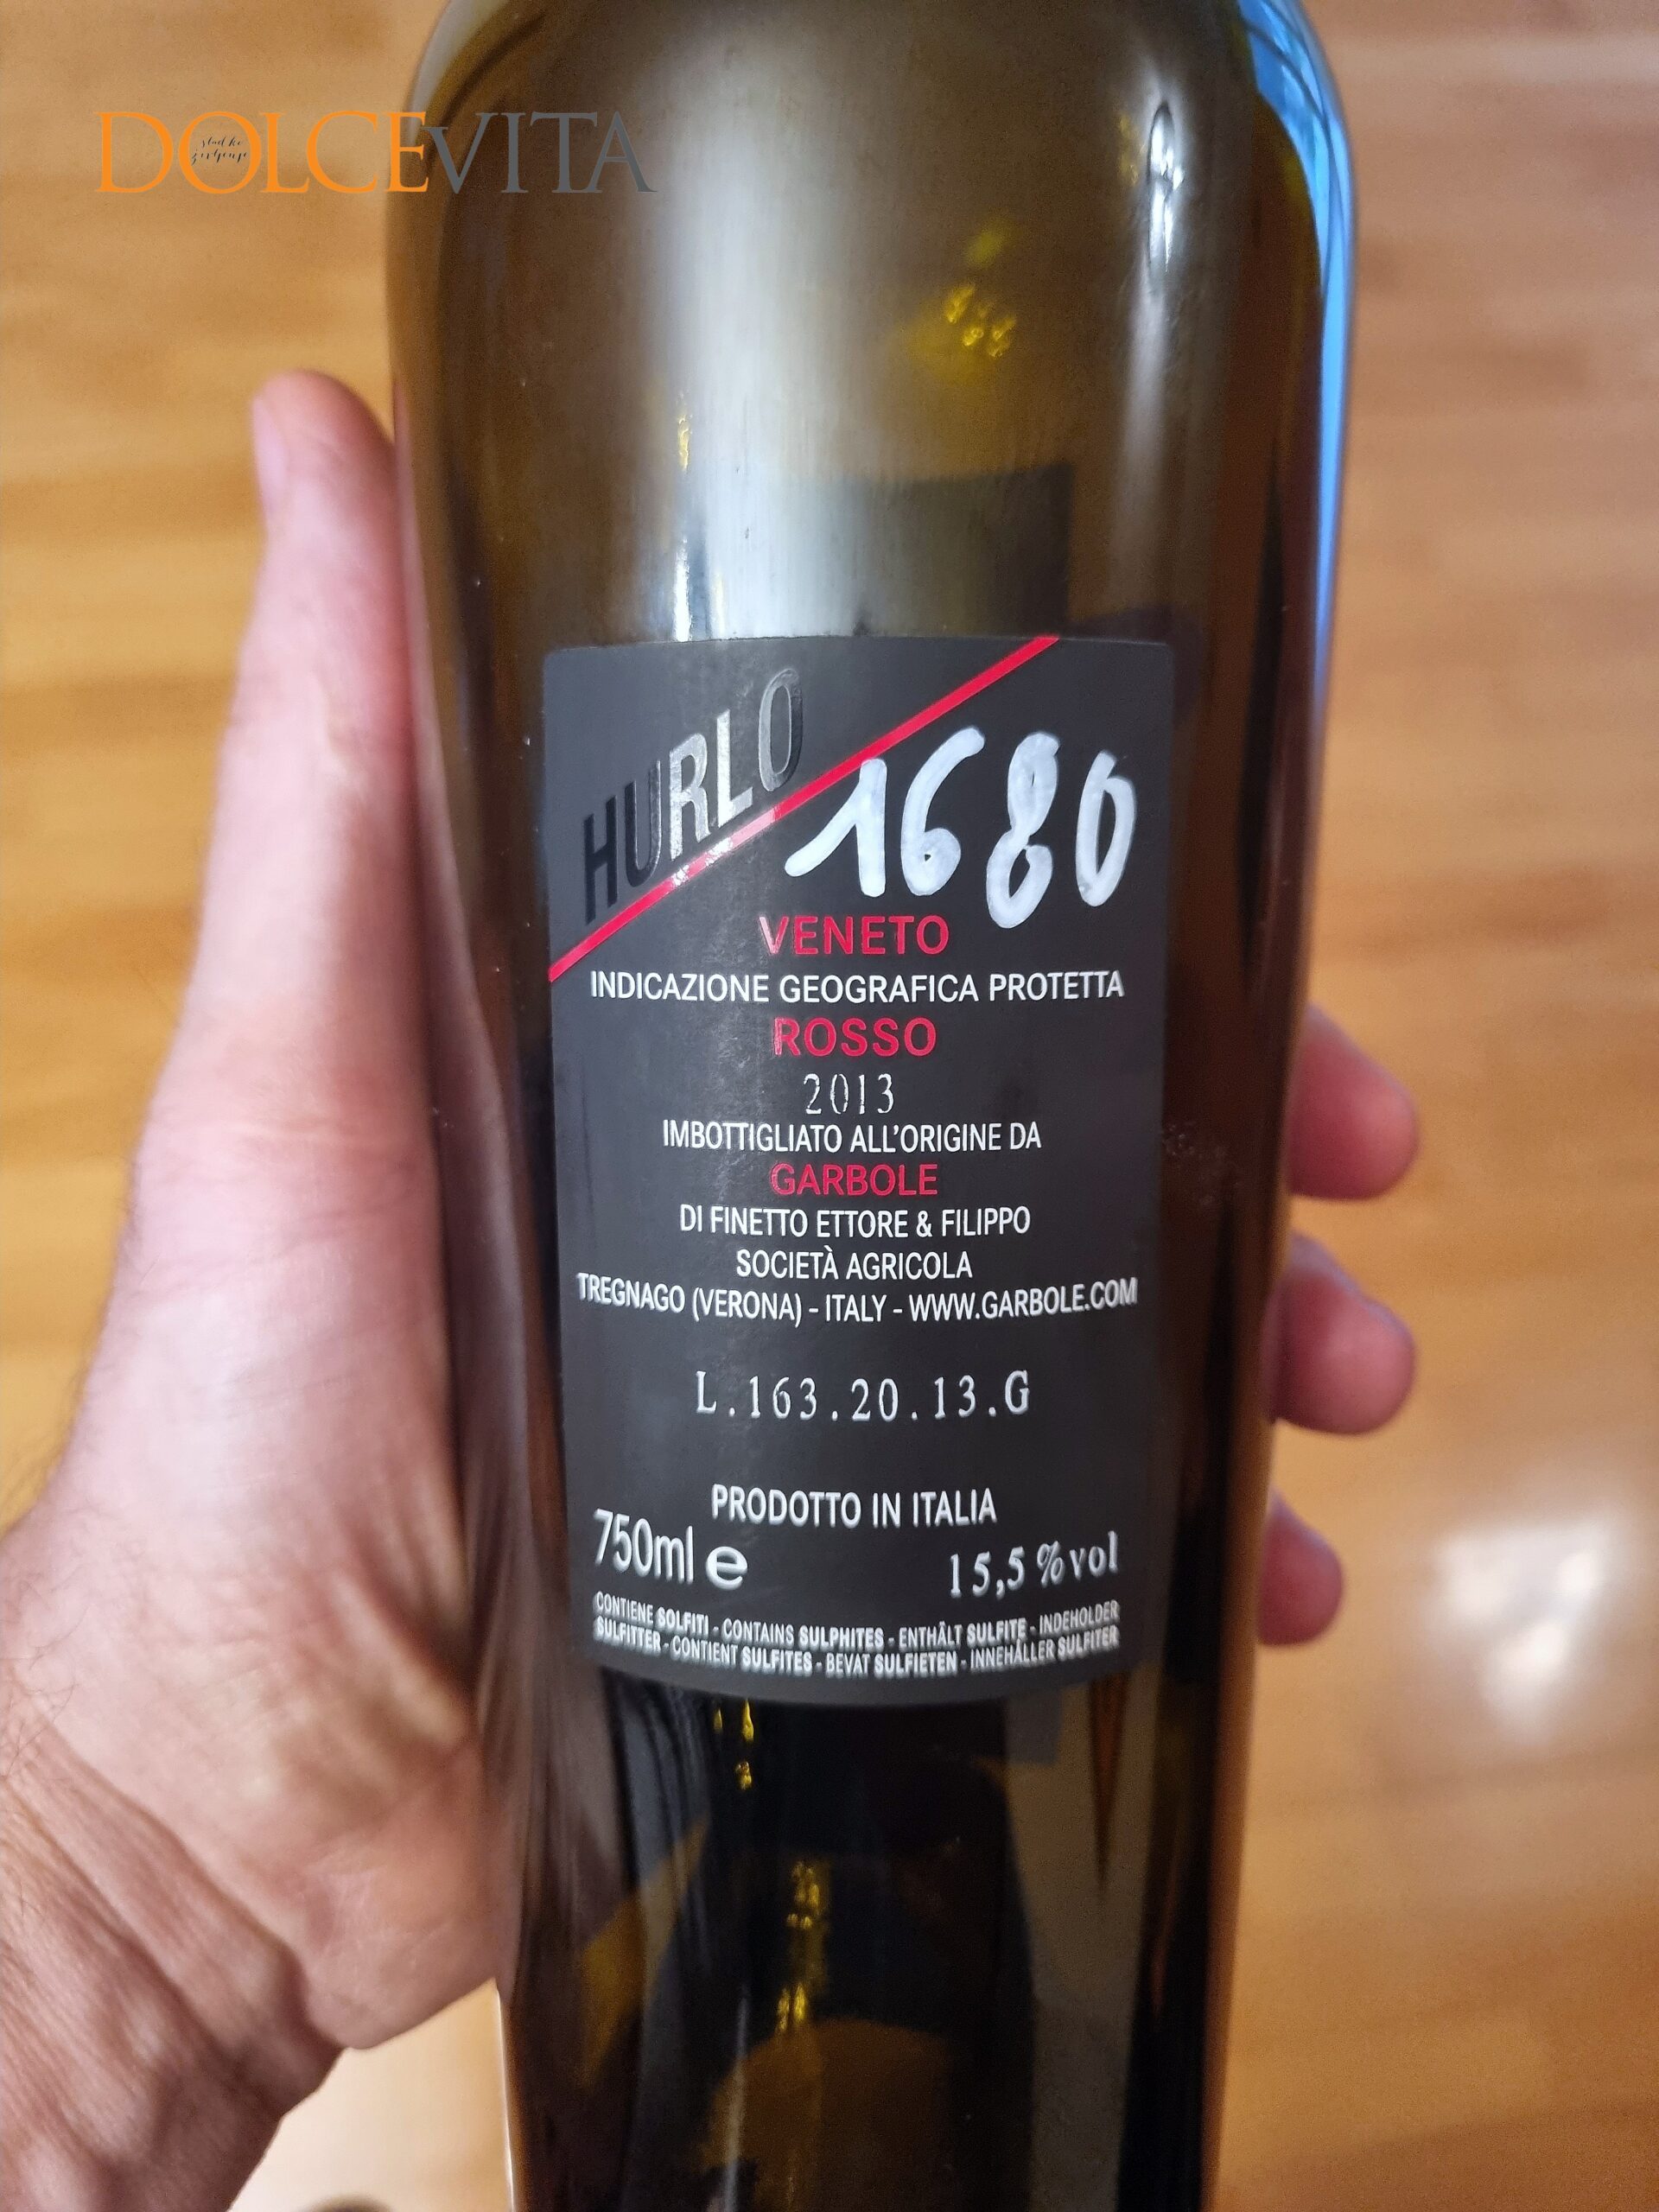 DOLCEVITA
HURLO
1680
VENETO
INDICAZIONE GEOGRAFICA PROTETTA
ROSSO
2013
IMBOTTIGLIATO ALL'ORIGINE DA
GARBOLE
DI FINETTO ETTORE & FILIPPO
SOCIETÀ AGRICOLA
TREGNAGO (VERONA) - ITALY - WWW.GARBOLE.COM
L.163.20.13.G
PRODOTTO IN ITALIA
750ml e 15,5 % vol
CONTIENE SOLFITI - CONTAINS SULPHITES - ENTHÄLT SULFITE - INDEHOLDER
SULFITTER - CONTIENT SULFITES - BEVAT SULFIETEN - INNEHÅLLER SULFITER